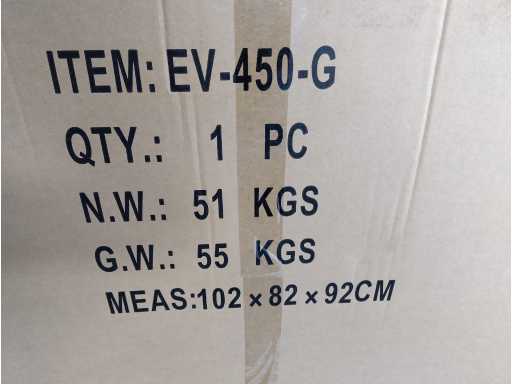 ITEM: EV-450-G
QTY.: 1 PC
N.W.: 51 KGS
G.W.: 55 KGS
MEAS:102 × 82 × 92CM